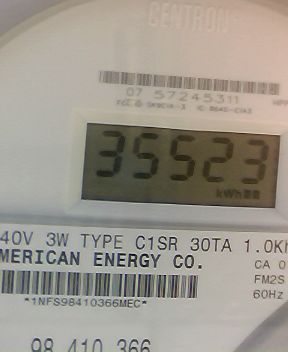 CENTRON
07 57245311
35523
kWh
40V 3W TYPE C1SR 30TA 1.0Kh
MERICAN ENERGY CO.
CA 0
FM2S
60Hz
*1NFS98410366MEC*
98 410 366